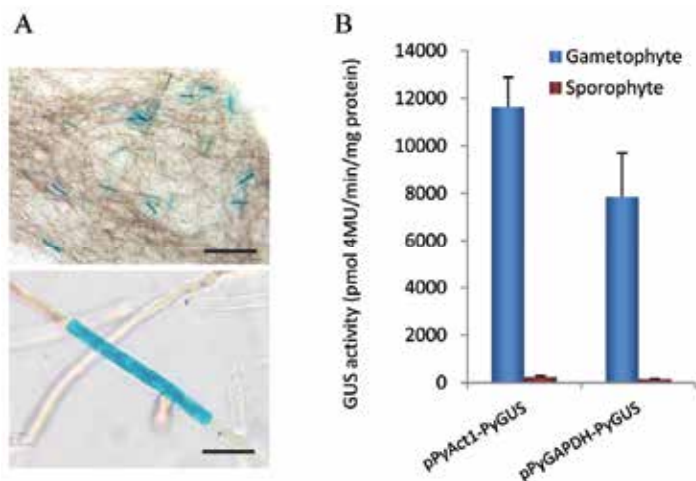 A
B
GUS activity (pmol 4MU/min/mg protein)
14000
12000
10000
8000
6000
4000
2000
0
Gametophyte
Sporophyte
pPyAct1-PyGUS
pPyGAPDH-PyGUS